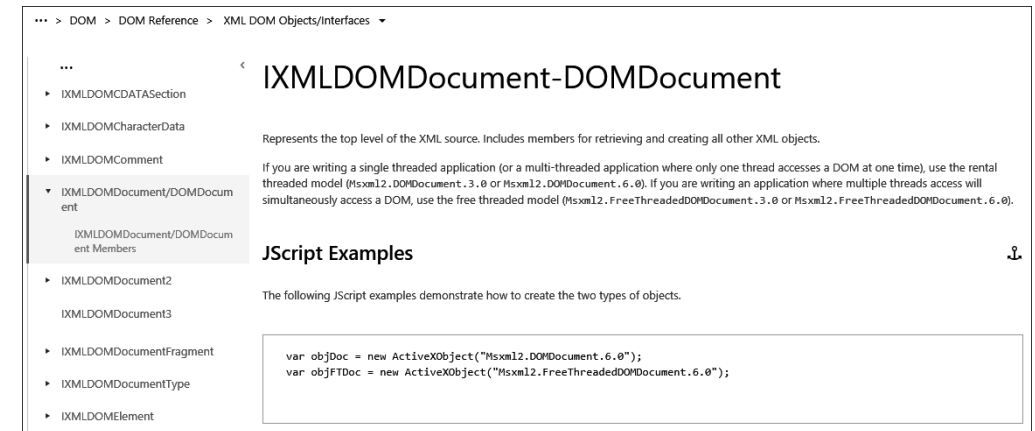 ... > DOM > DOM Reference > XML DOM Objects/Interfaces
...
IXMLDOMCDATASection
IXMLDOMCharacterData
IXMLDOMComment
IXMLDOMDocument/DOMDocum
ent
IXMLDOMDocument/DOMDocum
ent Members
IXMLDOMDocument2
IXMLDOMDocument3
IXMLDOMDocumentFragment
IXMLDOMDocumentType
IXMLDOMElement
IXMLDOMDocument-DOMDocument
Represents the top level of the XML source. Includes members for retrieving and creating all other XML objects.
If you are writing a single threaded application (or a multi-threaded application where only one thread accesses a DOM at one time), use the rental
threaded model (Msxml2.DOMDocument.3.0 or Msxml2.DOMDocument.6.0). If you are writing an application where multiple threads access will
simultaneously access a DOM, use the free threaded model (Msxml2.FreeThreadedDOMDocument.3.0 or Msxml2.FreeThreadedDOMDocument.6.0).
JScript Examples
The following JScript examples demonstrate how to create the two types of objects.
var objDoc = new ActiveXObject("Msxml2.DOMDocument.6.0");
var objFTDoc = new ActiveXObject("Msxml2.FreeThreadedDOMDocument.6.0");